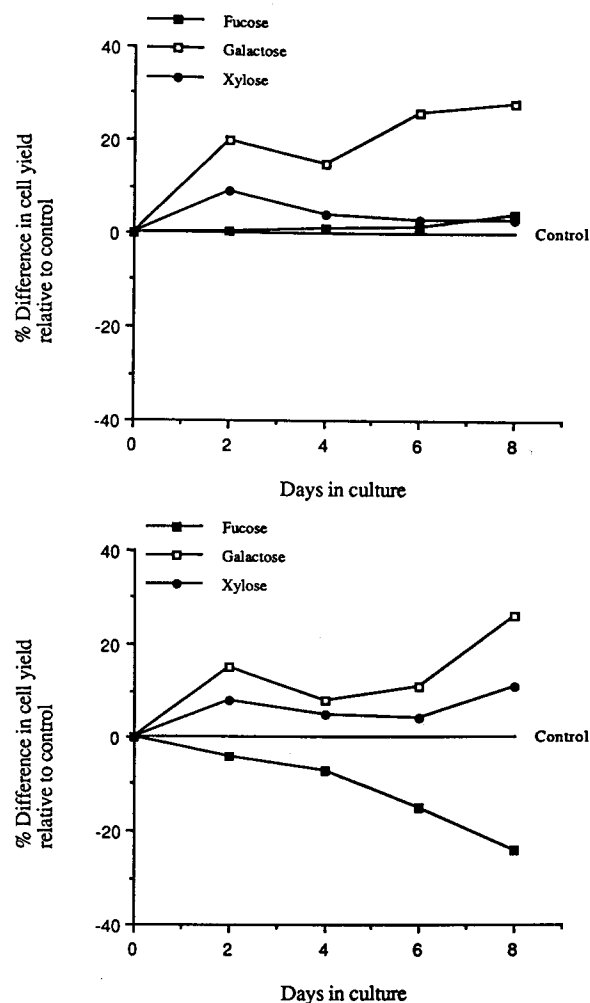 Fucose
Galactose
Xylose
40
20
0
-20
-40
% Difference in cell yield
relative to control
Control
0 2 4 6 8
Days in culture
Fucose
Galactose
Xylose
40
20
0
-20
-40
% Difference in cell yield
relative to control
Control
0 2 4 6 8
Days in culture